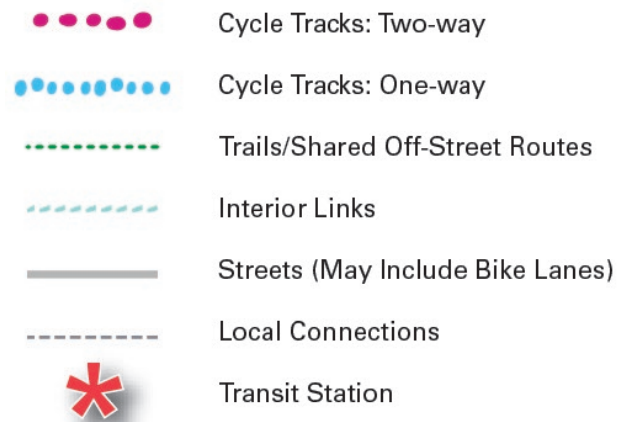 Cycle Tracks: Two-way
Cycle Tracks: One-way
Trails/Shared Off-Street Routes
Interior Links
Streets (May Include Bike Lanes)
Local Connections
Transit Station